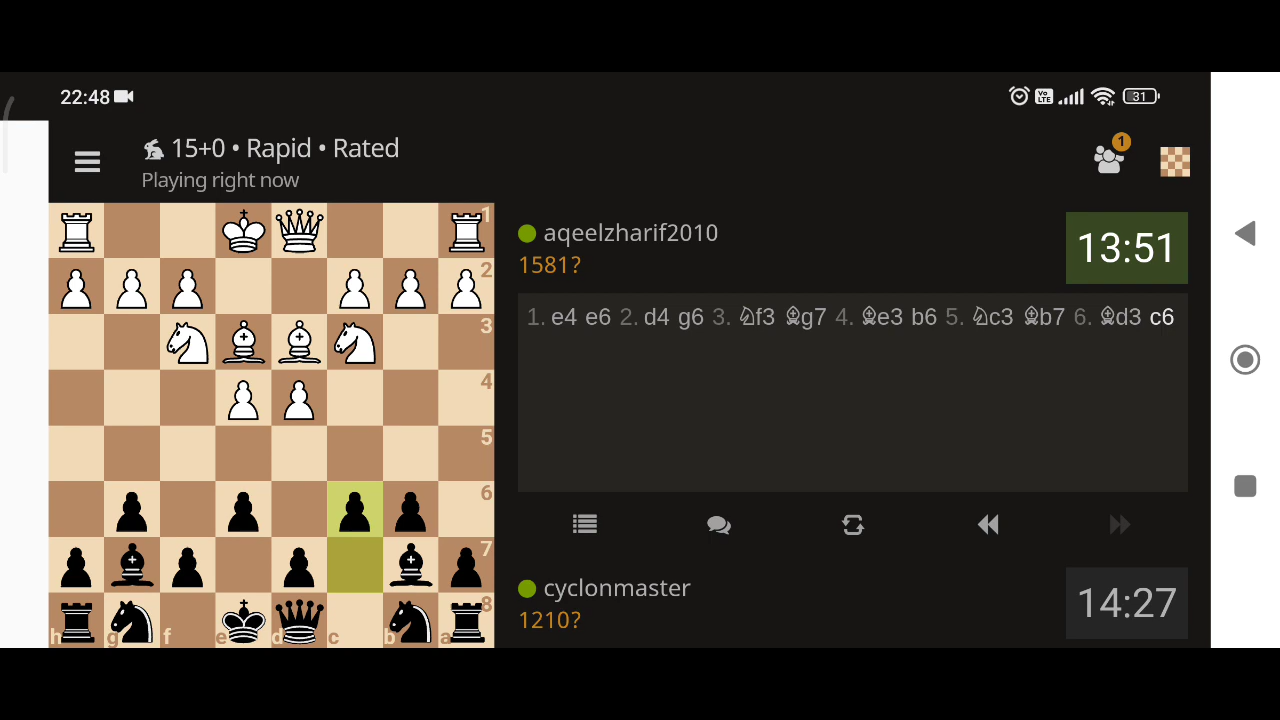 22:48
Vo LTE
31
15+0 • Rapid • Rated
Playing right now
1
aqeelzharif2010
1581?
13:51
1. e4 e6 2. d4 g6 3. ♘f3 ♗g7 4. ♗e3 b6 5. ♘c3 ♗b7 6. ♗d3 c6
cyclonmaster
1210?
14:27
1
2
3
4
5
6
7
8
h g f e d c b a